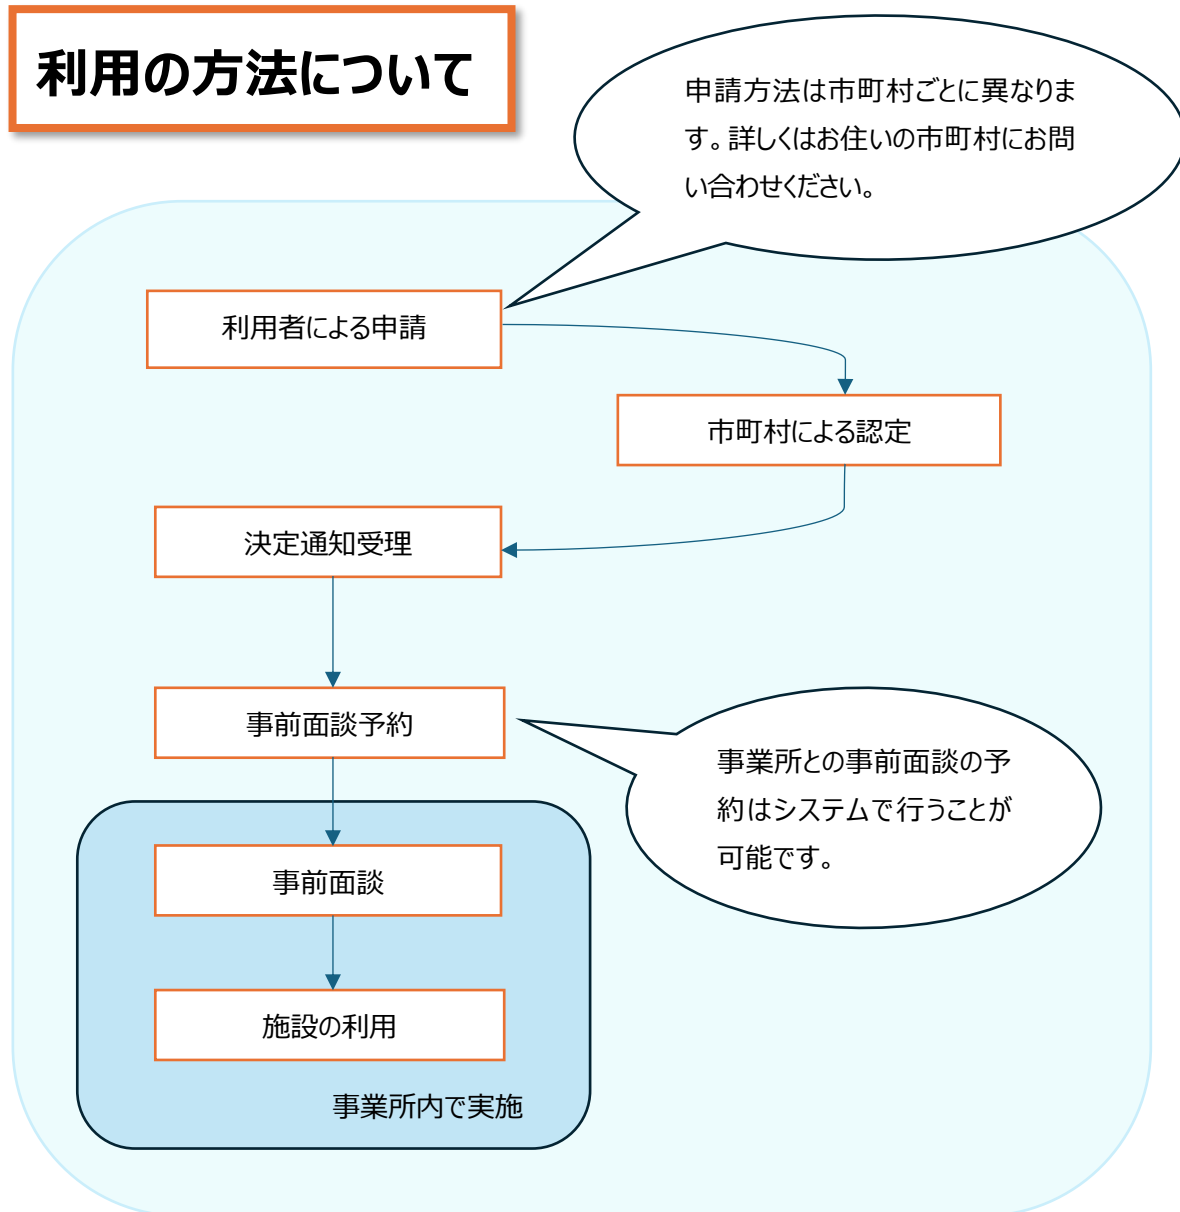 利用の方法について
申請方法は市町村ごとに異なりま
す。詳しくはお住いの市町村にお問
い合わせください。
利用者による申請
市町村による認定
決定通知受理
事前面談予約
事業所との事前面談の予
約はシステムで行うことが
可能です。
事前面談
施設の利用
事業所内で実施